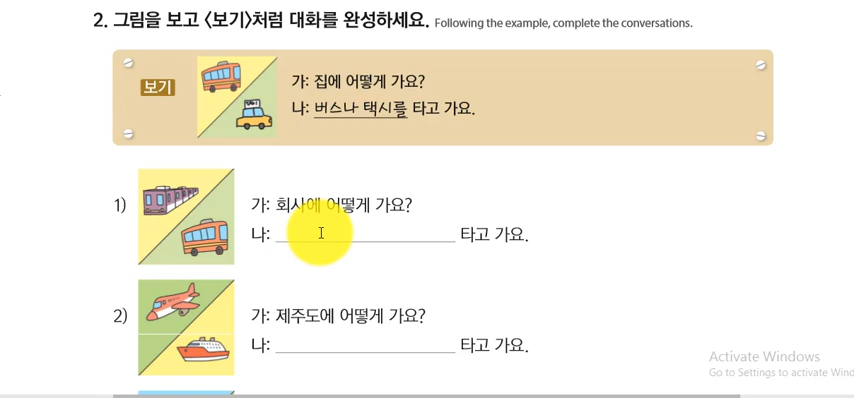 2. 그림을 보고 〈보기〉처럼 대화를 완성하세요. Following the example, complete the conversations.
보기
TAXI
가: 집에 어떻게 가요?
나: 버스나 택시를 타고 가요.
1)
가: 회사에 어떻게 가요?
나: ____________________ 타고 가요.
2)
가: 제주도에 어떻게 가요?
나: ____________________ 타고 가요.
Activate Windows
Go to Settings to activate Wind